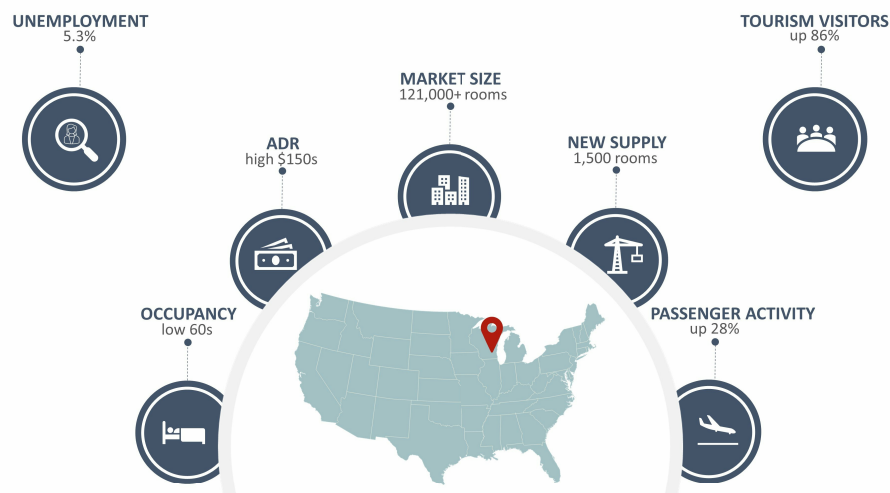 UNEMPLOYMENT
5.3%
TOURISM VISITORS
up 86%
MARKET SIZE
121,000+ rooms
ADR
high $150s
NEW SUPPLY
1,500 rooms
OCCUPANCY
low 60s
PASSENGER ACTIVITY
up 28%